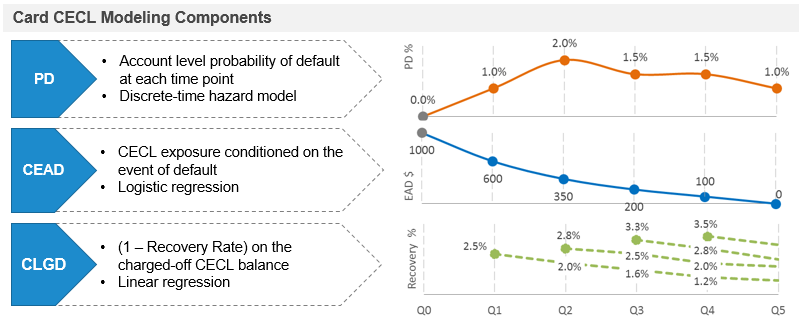 Card CECL Modeling Components
PD
• Account level probability of default
at each time point
• Discrete-time hazard model
CEAD
• CECL exposure conditioned on the
event of default
• Logistic regression
CLGD
• (1 – Recovery Rate) on the
charged-off CECL balance
• Linear regression
PD %
0.0%
1.0%
2.0%
1.5%
1.5%
1.0%
EAD $
1000
600
350
200
100
0
Recovery %
2.5%
2.8%
3.3%
3.5%
2.0%
2.5%
2.8%
1.6%
2.0%
1.2%
Q0 Q1 Q2 Q3 Q4 Q5